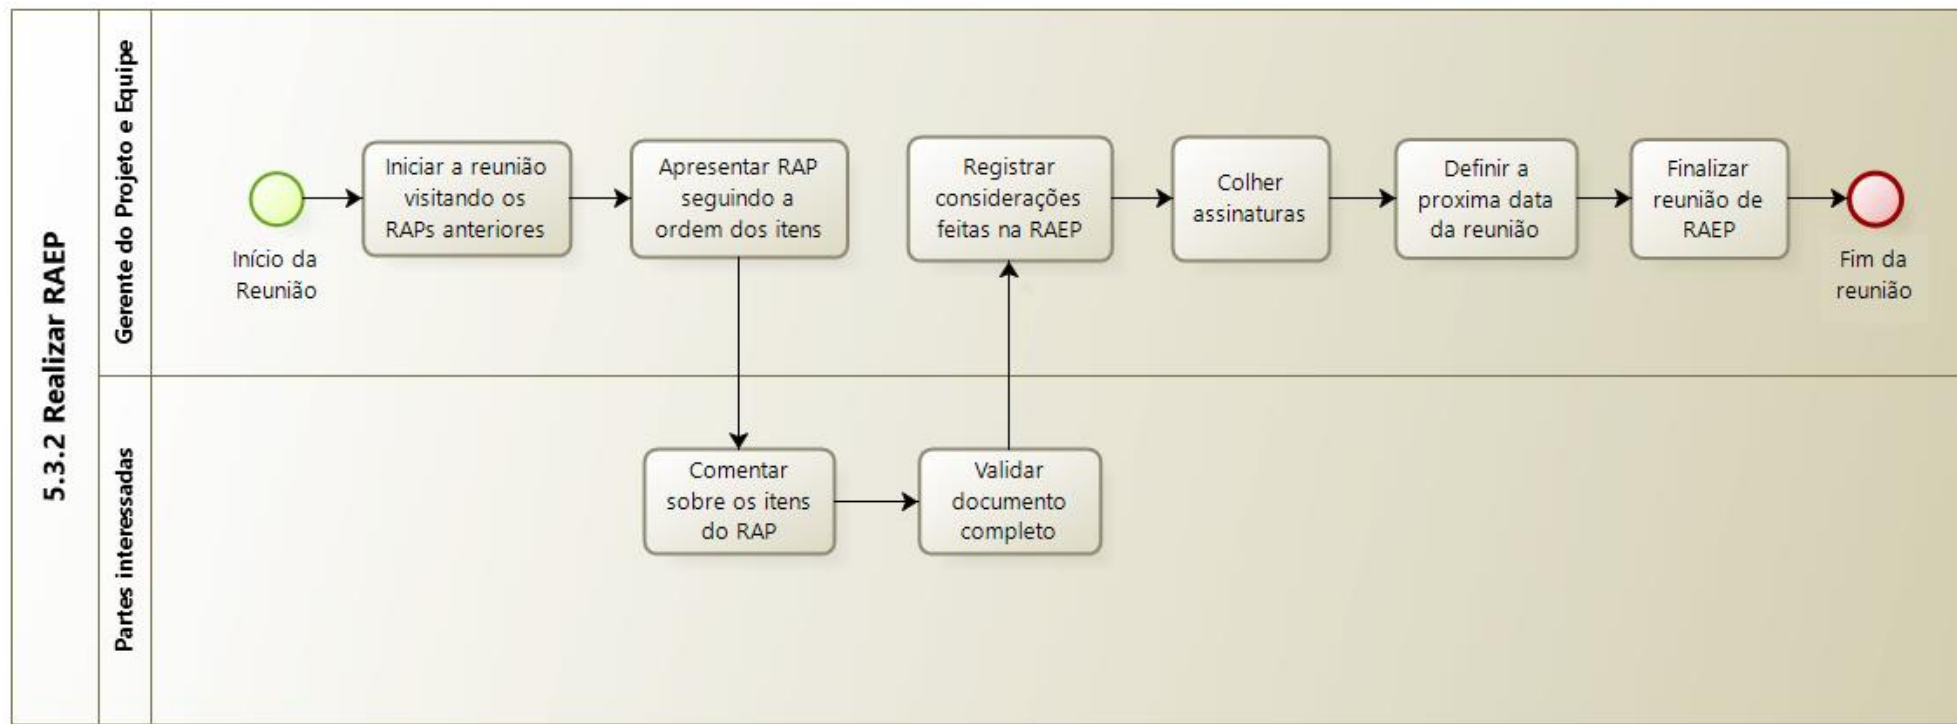 5.3.2 Realizar RAEP
Gerente do Projeto e Equipe
Início da
Reunião
Iniciar a reunião
visitando os
RAPs anteriores
Apresentar RAP
seguindo a
ordem dos itens
Registrar
considerações
feitas na RAEP
Colher
assinaturas
Definir a
proxima data
da reunião
Finalizar
reunião de
RAEP
Fim da
reunião
Partes interessadas
Comentar
sobre os itens
do RAP
Validar
documento
completo